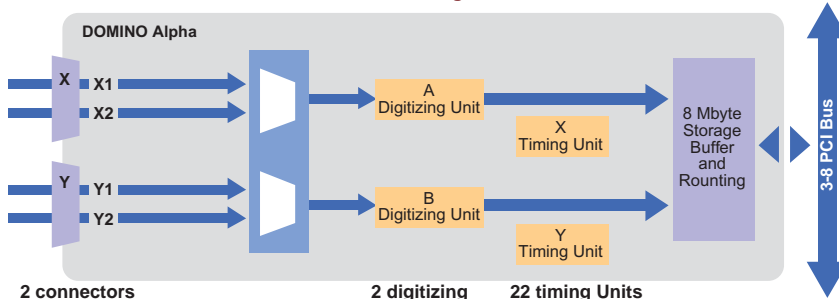 DOMINO Alpha
X
X1
X2
Y
Y1
Y2
A
Digitizing Unit
X
Timing Unit
B
Digitizing Unit
Y
Timing Unit
8 Mbyte
Storage
Buffer
and
Rounting
3-8 PCI Bus
2 connectors
2 digitizing
22 timing Units